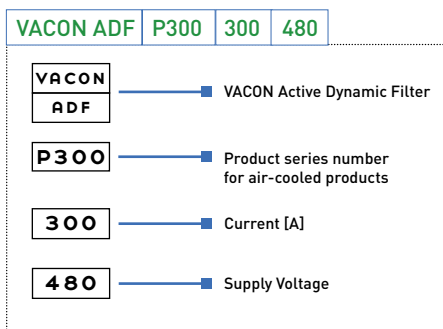 VACON ADF P300 300 480
VACON
ADF
VACON Active Dynamic Filter
P300
Product series number
for air-cooled products
300
Current [A]
480
Supply Voltage